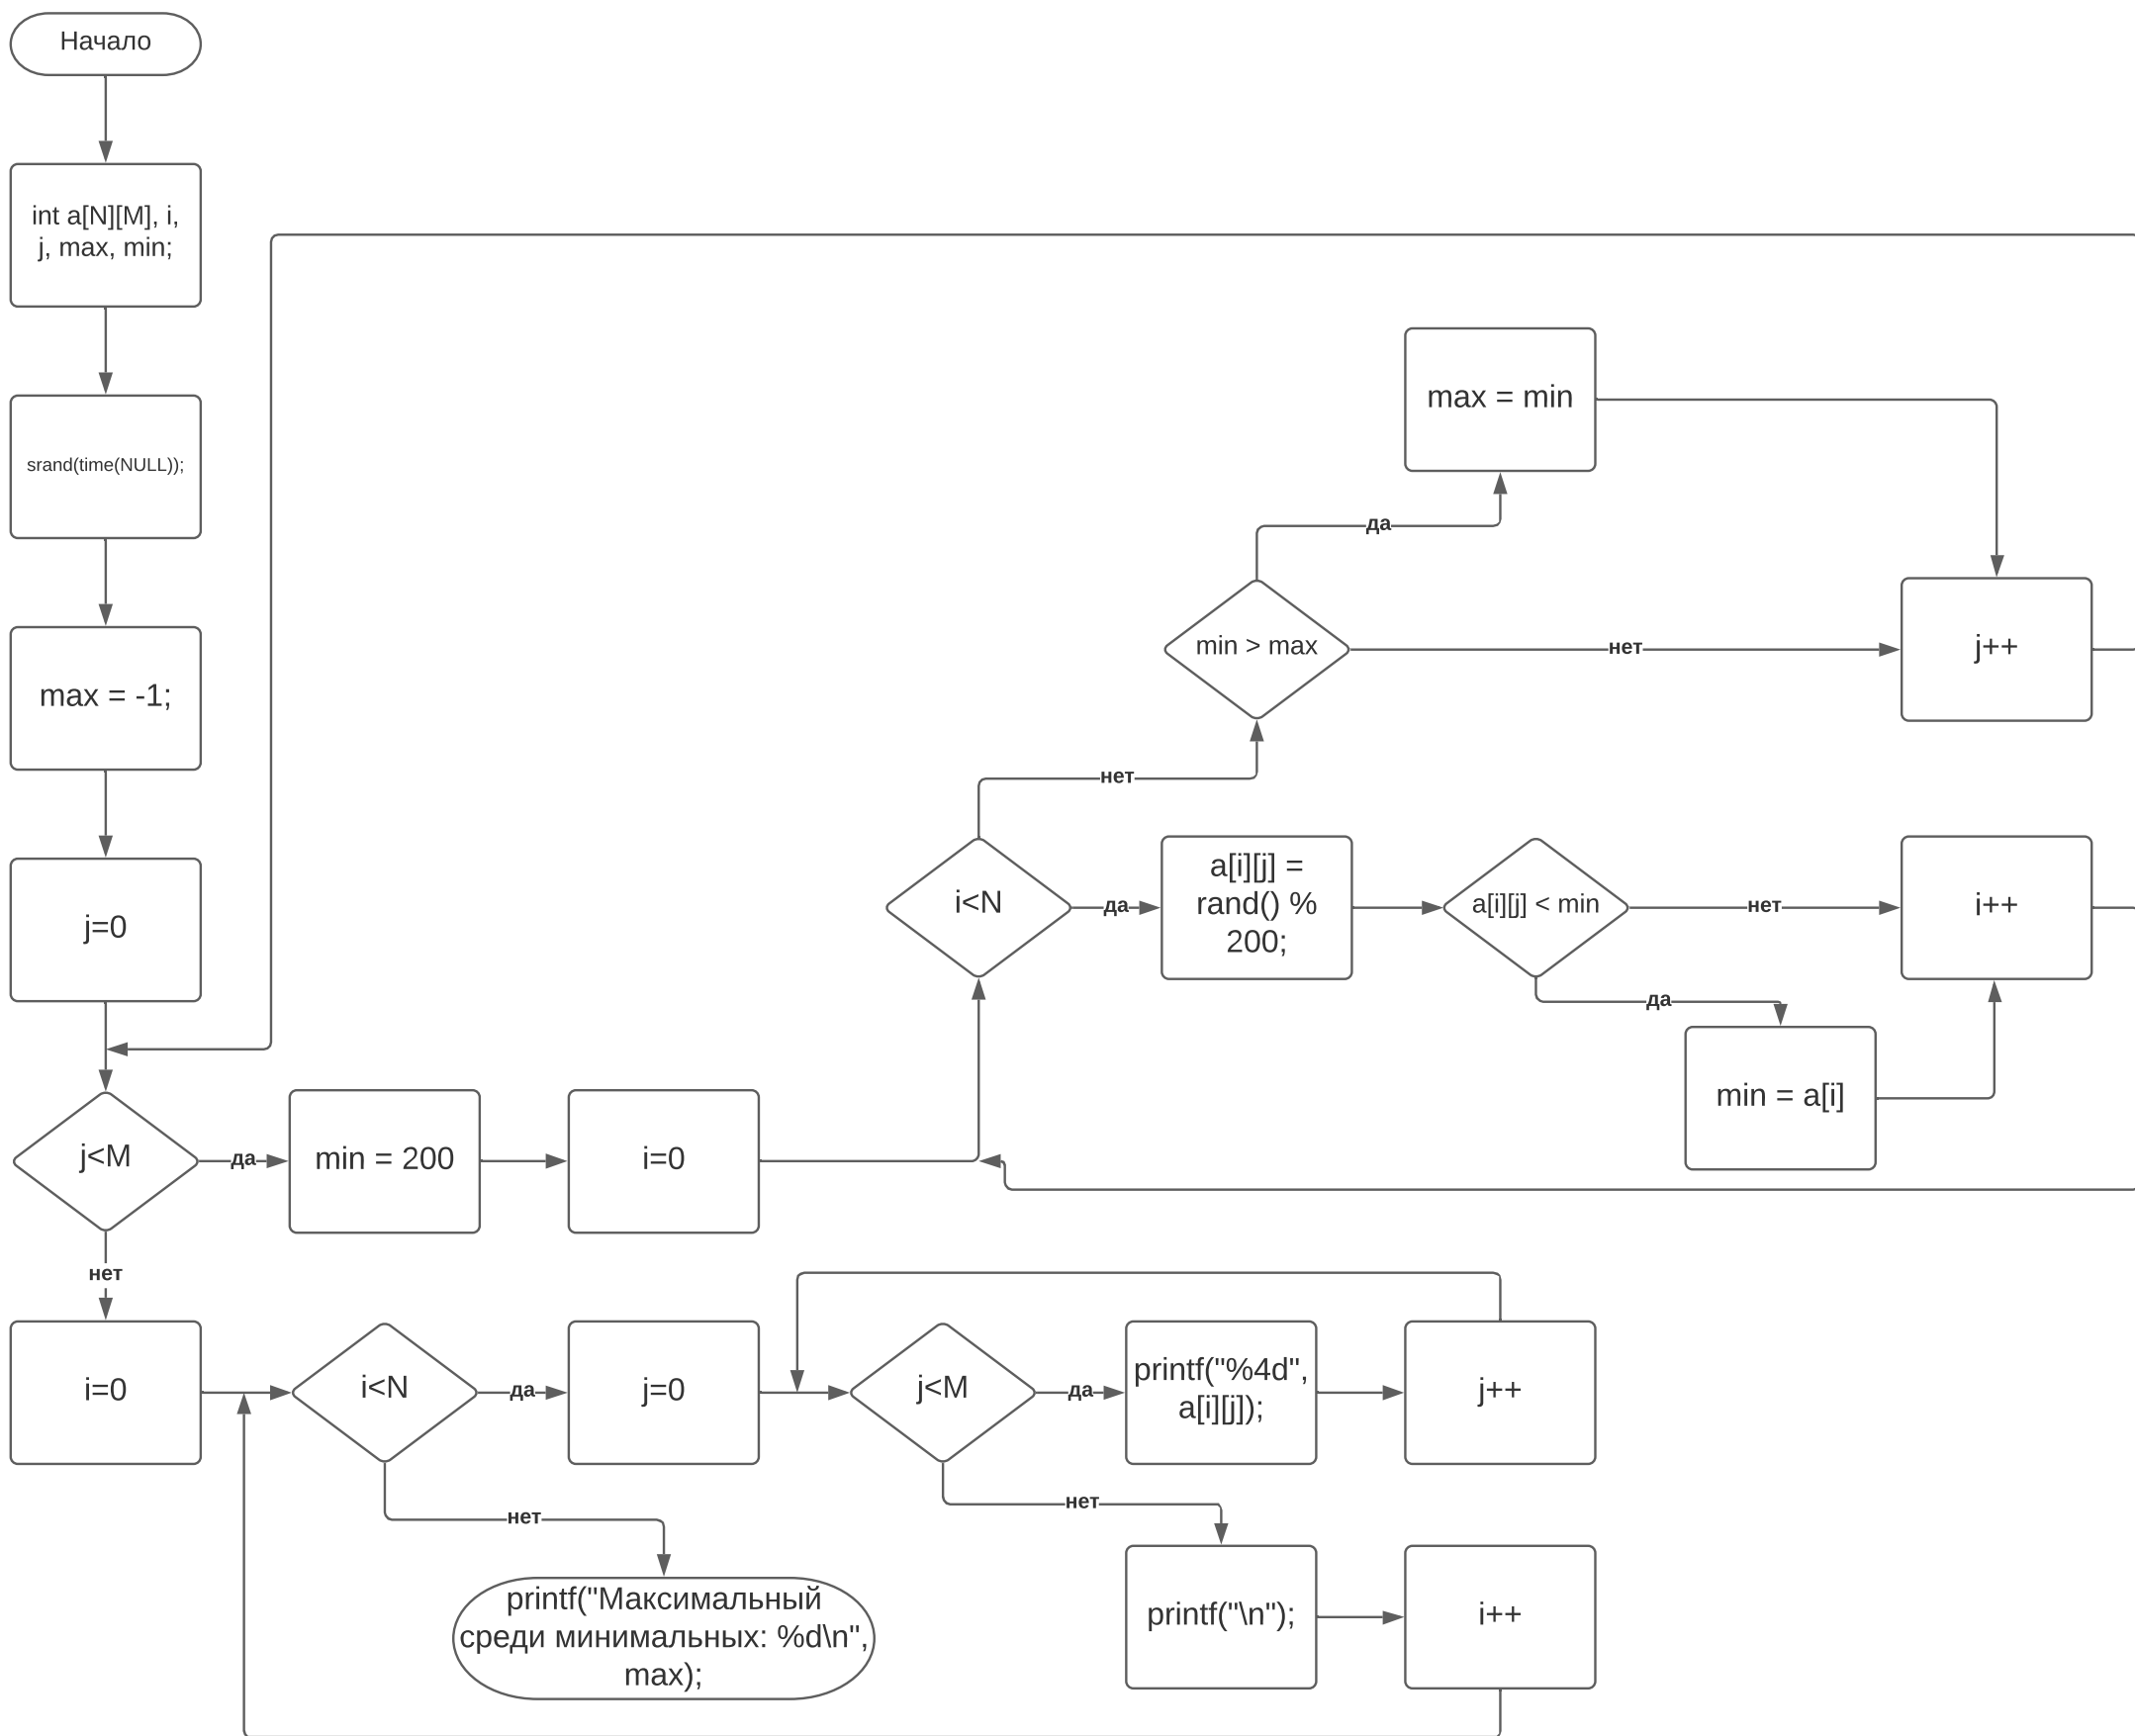 Начало
int a[N][M], i,
j, max, min;
srand(time(NULL));
max = -1;
j=0
j<M
да
min = 200
i=0
i<N
нет
min > max
да
max = min
нет
j++
да
a[i][j] =
rand() %
200;
a[i][j] < min
нет
i++
да
min = a[i]
нет
i=0
i<N
да
j=0
j<M
да
printf("%4d",
a[i][j]);
j++
нет
printf("Максимальный
среди минимальных: %d\n",
max);
нет
printf("\n");
i++